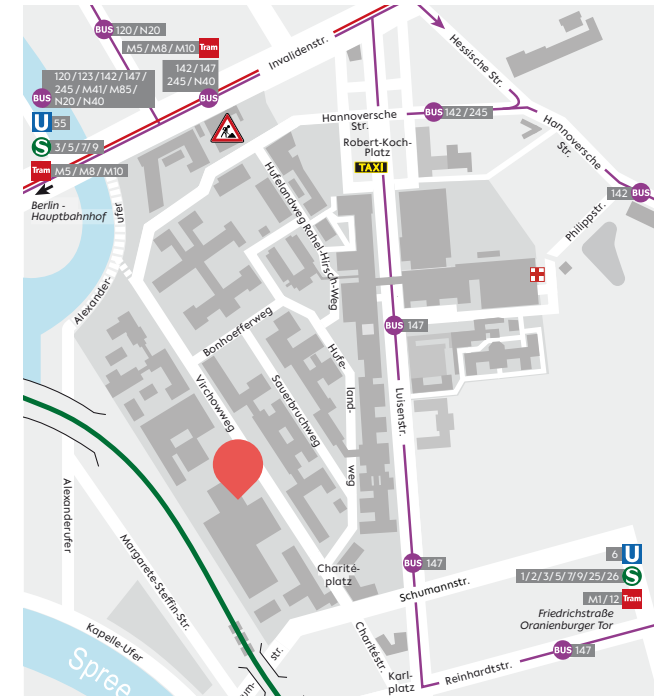 BUS 120 / N20
M5 / M8 / M10 Tram
Invalidenstr.
Hessische Str.
120 / 123 / 142 / 147 /
245 / M41 / M85 /
N20 / N40
BUS
142 / 147
245 / N40
BUS
U 55
S 3 / 5 / 7 / 9
Tram M5 / M8 / M10
Berlin -
Hauptbahnhof
Hannoversche
Str.
BUS 142 / 245
Robert-Koch-
Platz
TAXI
Hannoversche
Str.
142 BUS
Philippstr.
Alexander-
ufer
Hufelandweg
Rahel-Hirsch-Weg
BUS 147
Bonhoefferweg
Virchowweg
Sauerbruchweg
Hufe-
land-
weg
Luisenstr.
Alexanderufer
Margarete-Steffin-Str.
Charité-
platz
BUS 147
6 U
1/2/3/5/7/9/25/26 S
M1 / 12 Tram
Friedrichstraße
Oranienburger Tor
Schumannstr.
Charitéstr.
Karl-
platz
Reinhardtstr.
BUS 147
Kapelle-Ufer
Spree
str.